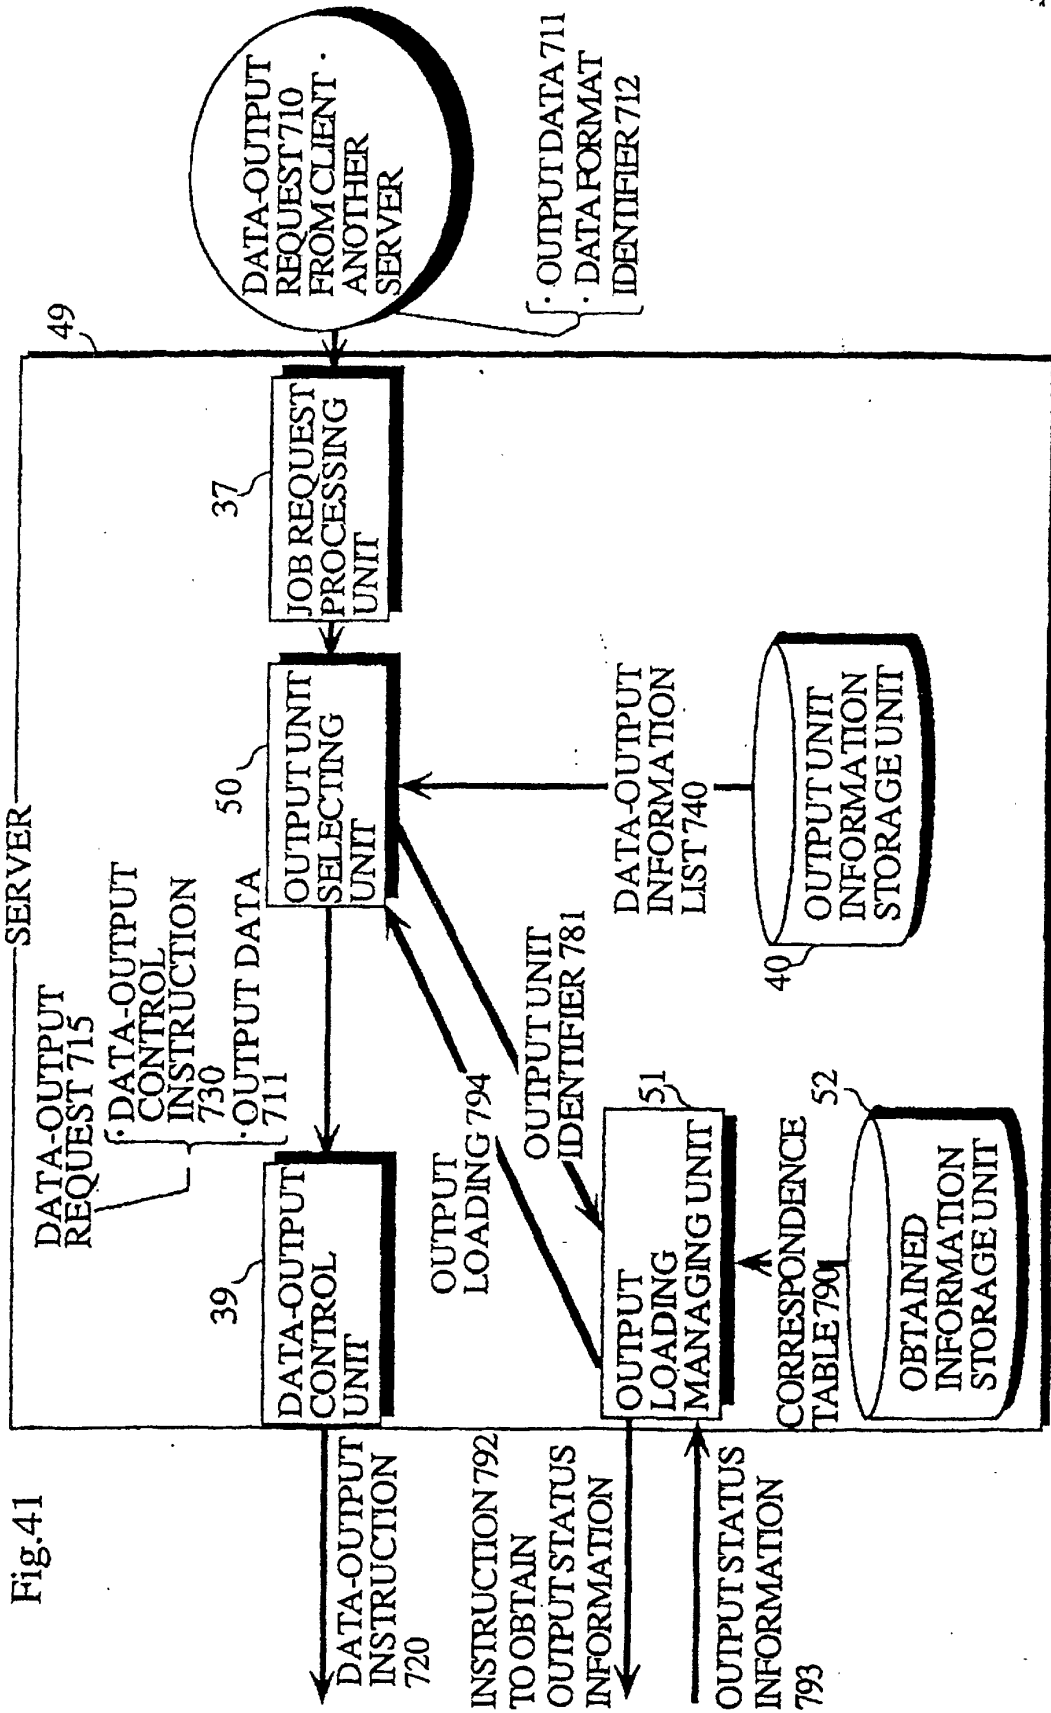 Fig.41
SERVER
49
DATA-OUTPUT
REQUEST 715
· DATA-OUTPUT
CONTROL
INSTRUCTION
730
· OUTPUT DATA
711
39
DATA-OUTPUT
CONTROL
UNIT
DATA-OUTPUT
INSTRUCTION
720
50
OUTPUT UNIT
SELECTING
UNIT
37
JOB REQUEST
PROCESSING
UNIT
DATA-OUTPUT
REQUEST 710
FROM CLIENT ·
ANOTHER
SERVER
· OUTPUT DATA 711
· DATA FORMAT
IDENTIFIER 712
OUTPUT
LOADING 794
OUTPUT UNIT
IDENTIFIER 781
DATA-OUTPUT
INFORMATION
LIST 740
40
OUTPUT UNIT
INFORMATION
STORAGE UNIT
51
OUTPUT
LOADING
MANAGING UNIT
INSTRUCTION 792
TO OBTAIN
OUTPUT STATUS
INFORMATION
OUTPUT STATUS
INFORMATION
793
CORRESPONDENCE
TABLE 790
52
OBTAINED
INFORMATION
STORAGE UNIT